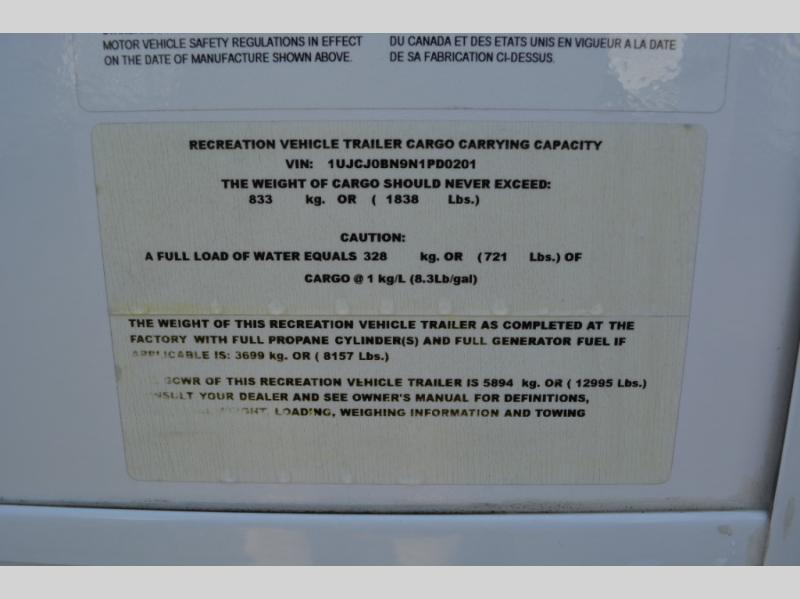 MOTOR VEHICLE SAFETY REGULATIONS IN EFFECT
ON THE DATE OF MANUFACTURE SHOWN ABOVE.
DU CANADA ET DES ETATS UNIS EN VIGUEUR A LA DATE
DE SA FABRICATION CI-DESSUS.
RECREATION VEHICLE TRAILER CARGO CARRYING CAPACITY
VIN: 1UJCJ0BN9N1PD0201
THE WEIGHT OF CARGO SHOULD NEVER EXCEED:
833 kg. OR ( 1838 Lbs.)
CAUTION:
A FULL LOAD OF WATER EQUALS 328 kg. OR (721 Lbs.) OF
CARGO @ 1 kg/L (8.3Lb/gal)
THE WEIGHT OF THIS RECREATION VEHICLE TRAILER AS COMPLETED AT THE
FACTORY WITH FULL PROPANE CYLINDER(S) AND FULL GENERATOR FUEL IF
APPLICABLE IS: 3699 kg. OR ( 8157 Lbs.)
GCWR OF THIS RECREATION VEHICLE TRAILER IS 5894 kg. OR ( 12995 Lbs.)
YOUR DEALER AND SEE OWNER'S MANUAL FOR DEFINITIONS,
LOADING, WEIGHING INFORMATION AND TOWING